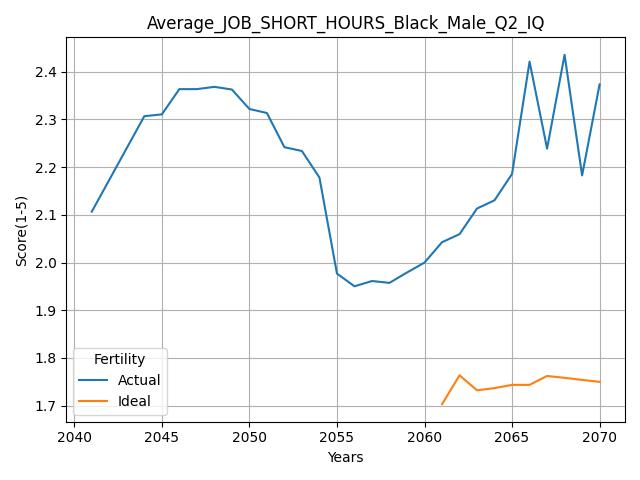 Average_JOB_SHORT_HOURS_Black_Male_Q2_IQ
Score(1-5)
2.4
2.3
2.2
2.1
2.0
1.9
1.8
1.7
Fertility
Actual
Ideal
2040 2045 2050 2055 2060 2065 2070
Years